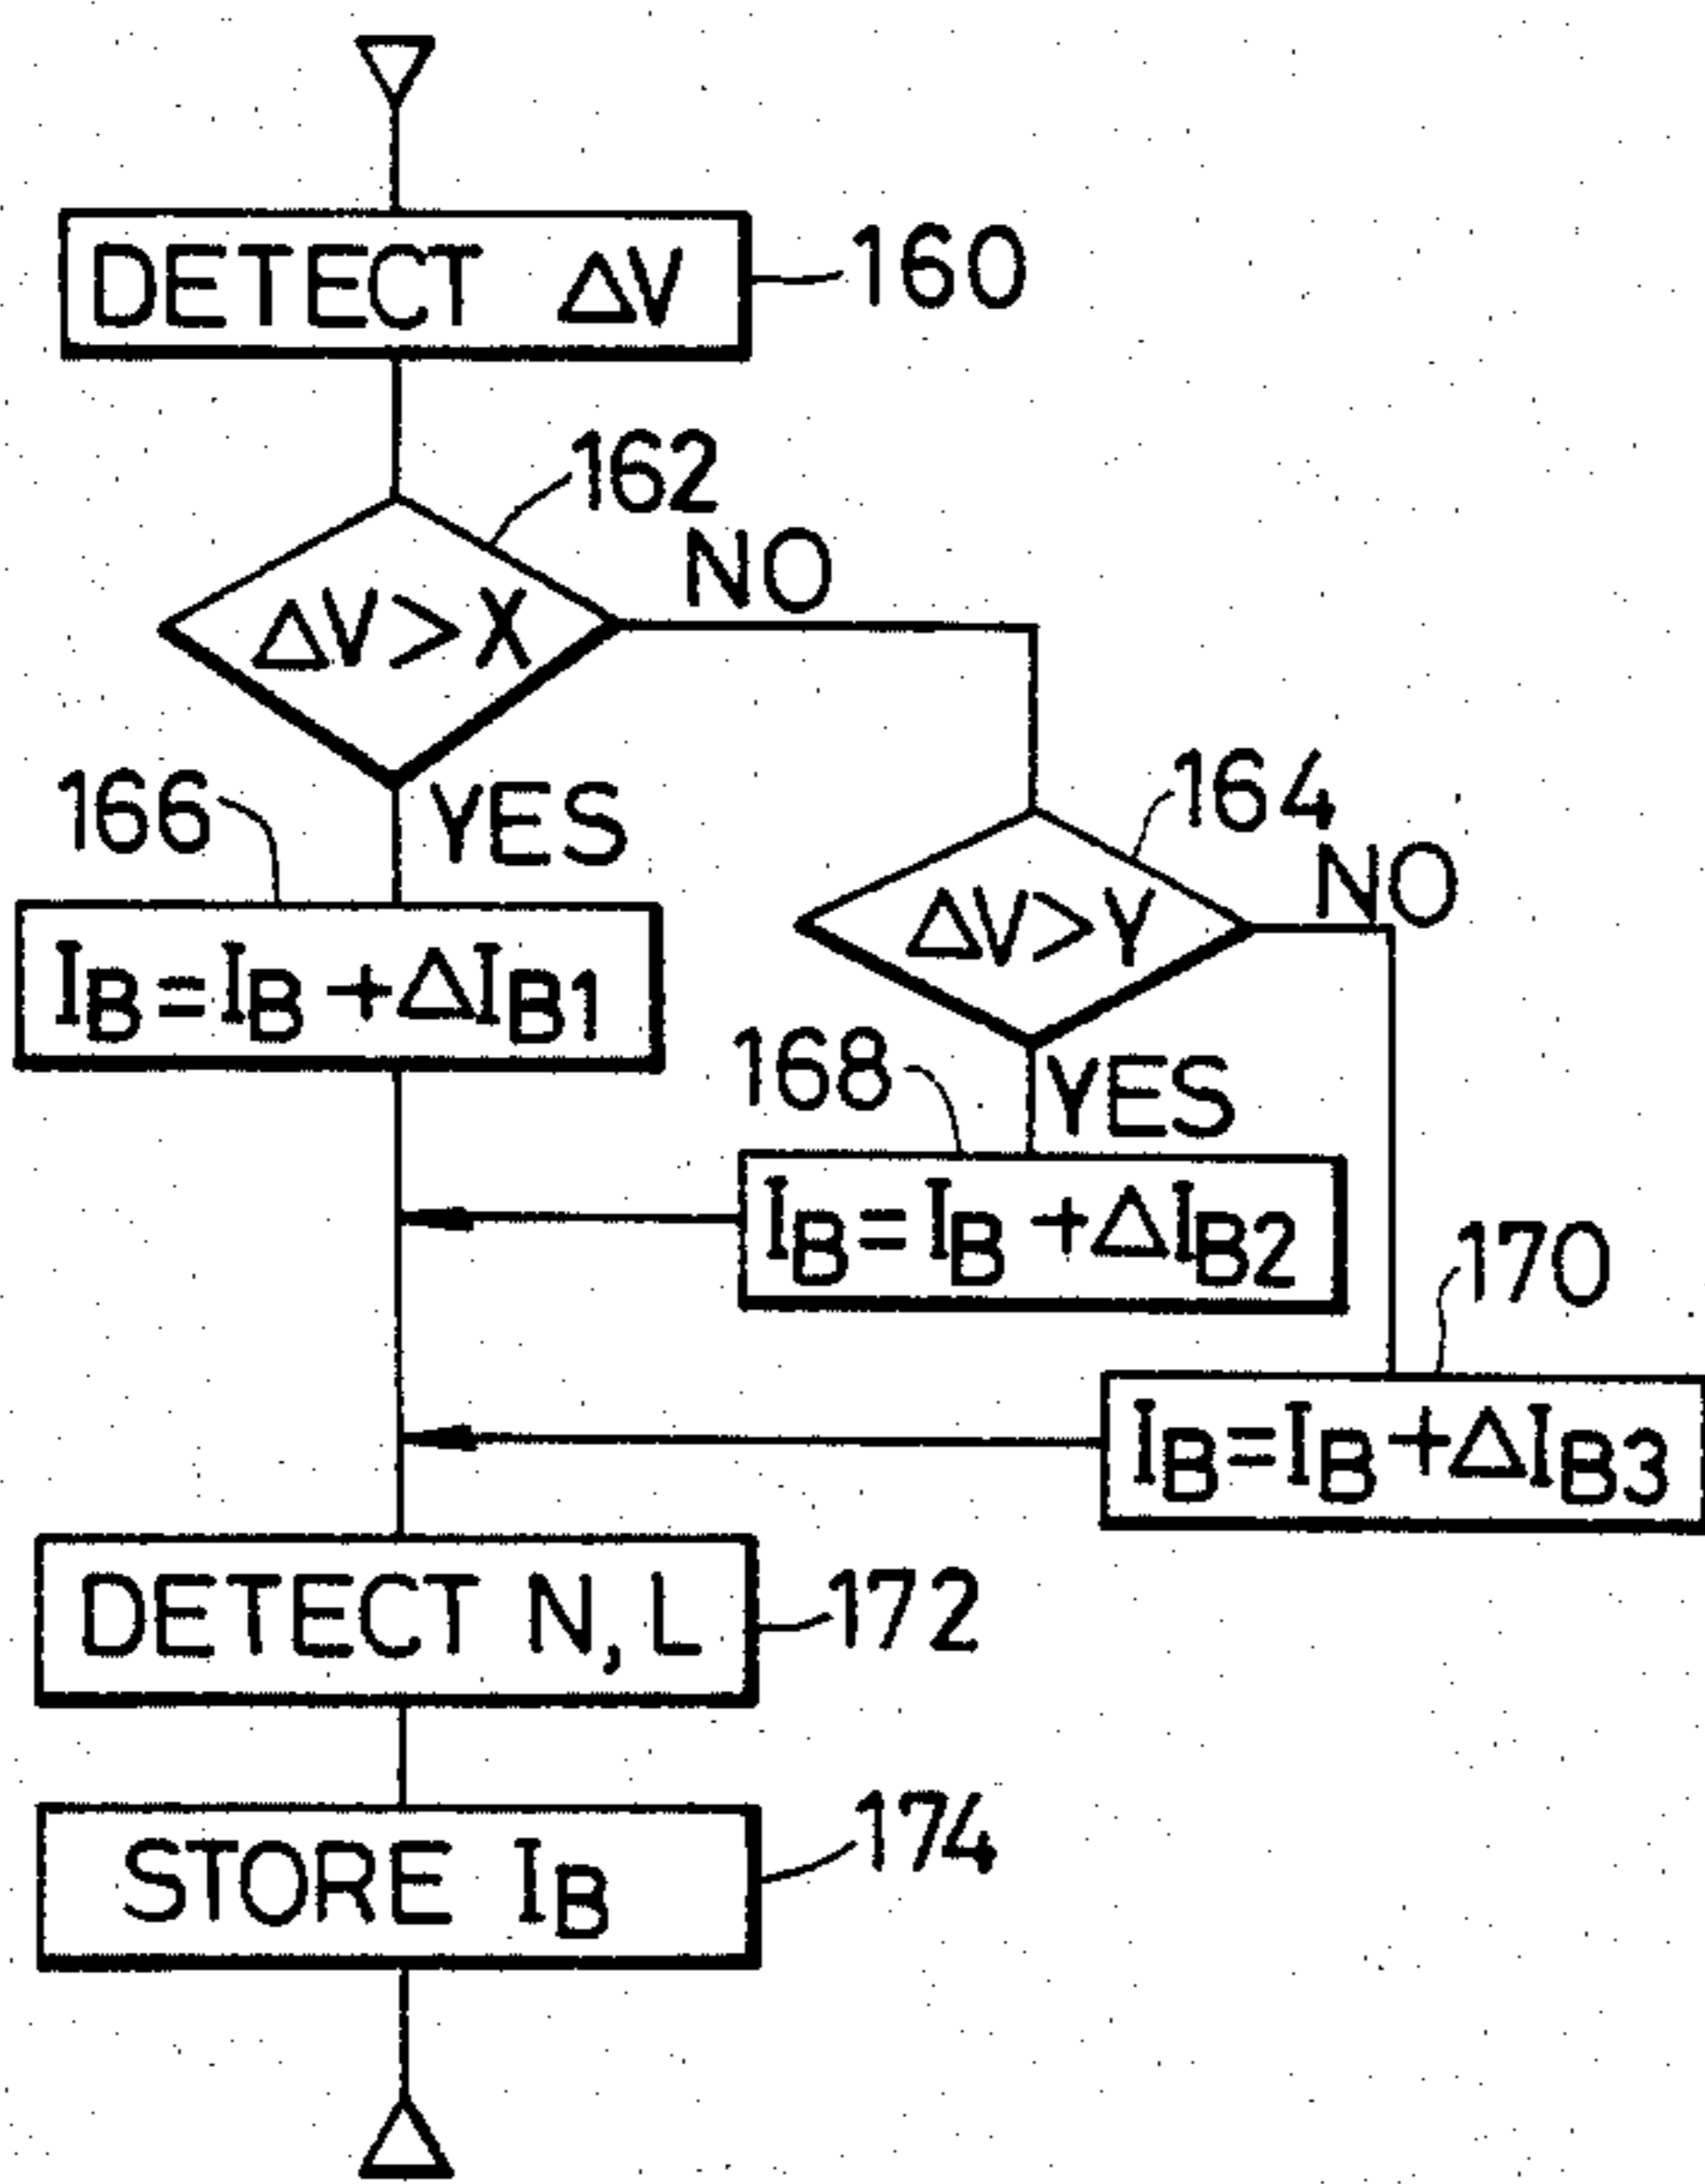 DETECT ΔV
160
162
NO
ΔV>X
166
YES
164
NO
ΔV>Y
IB=IB+ΔIB1
168
YES
IB=IB+ΔIB2
170
IB=IB+ΔIB3
DETECT N,L
172
174
STORE IB